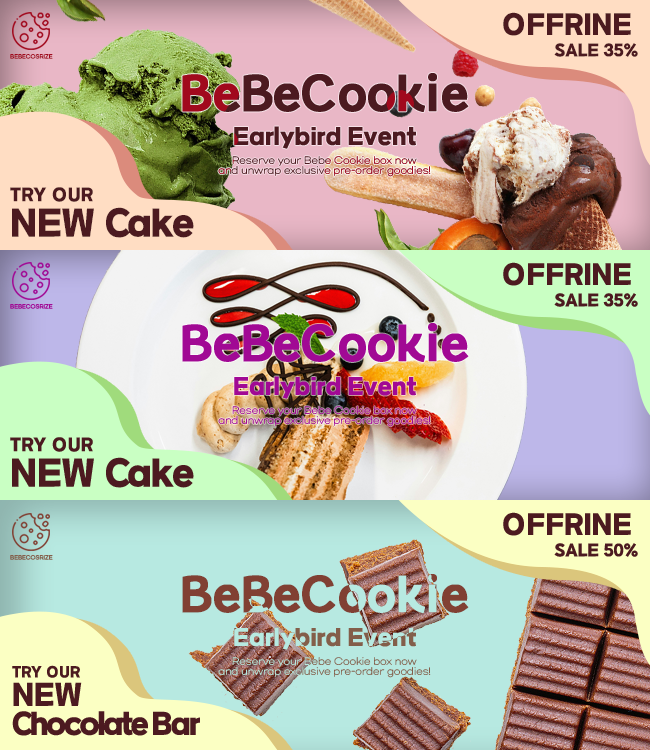 BEBECOSRIZE
OFFRINE
SALE 35%
BeBeCookie
Earlybird Event
Reserve your Bebe Cookie box now
and unwrap exclusive pre-order goodies!
TRY OUR
NEW Cake
BEBECOSRIZE
OFFRINE
SALE 35%
BeBeCookie
Earlybird Event
Reserve your Bebe Cookie box now
and unwrap exclusive pre-order goodies!
TRY OUR
NEW Cake
BEBECOSRIZE
OFFRINE
SALE 50%
BeBeCookie
Earlybird Event
Reserve your Bebe Cookie box now
and unwrap exclusive pre-order goodies!
TRY OUR
NEW
Chocolate Bar